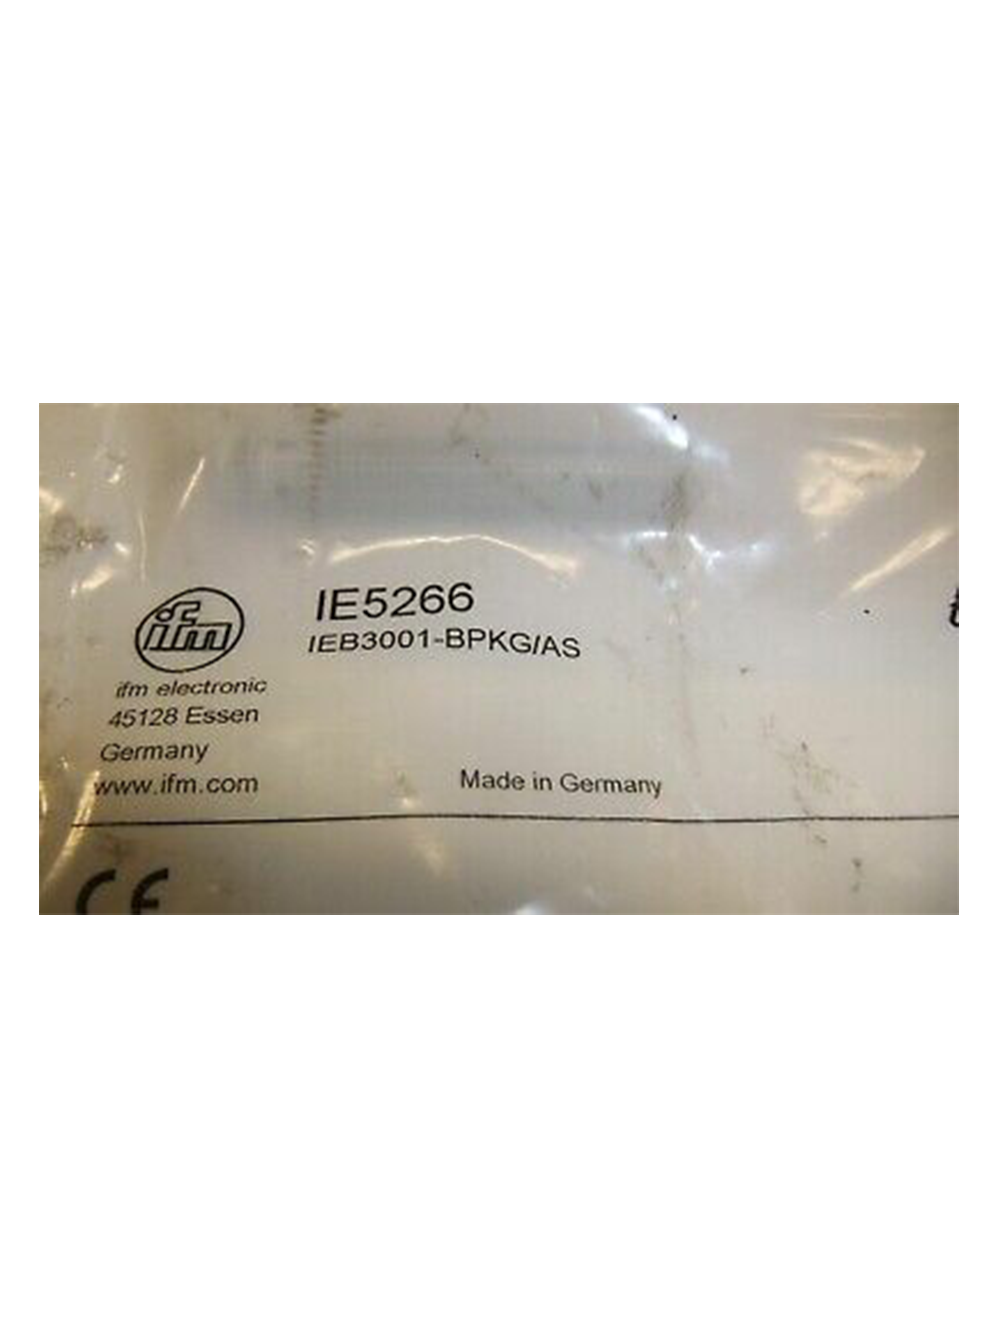 ifm
IE5266
IEB3001-BPKG/AS
ifm electronic
45128 Essen
Germany
www.ifm.com
Made in Germany
CE